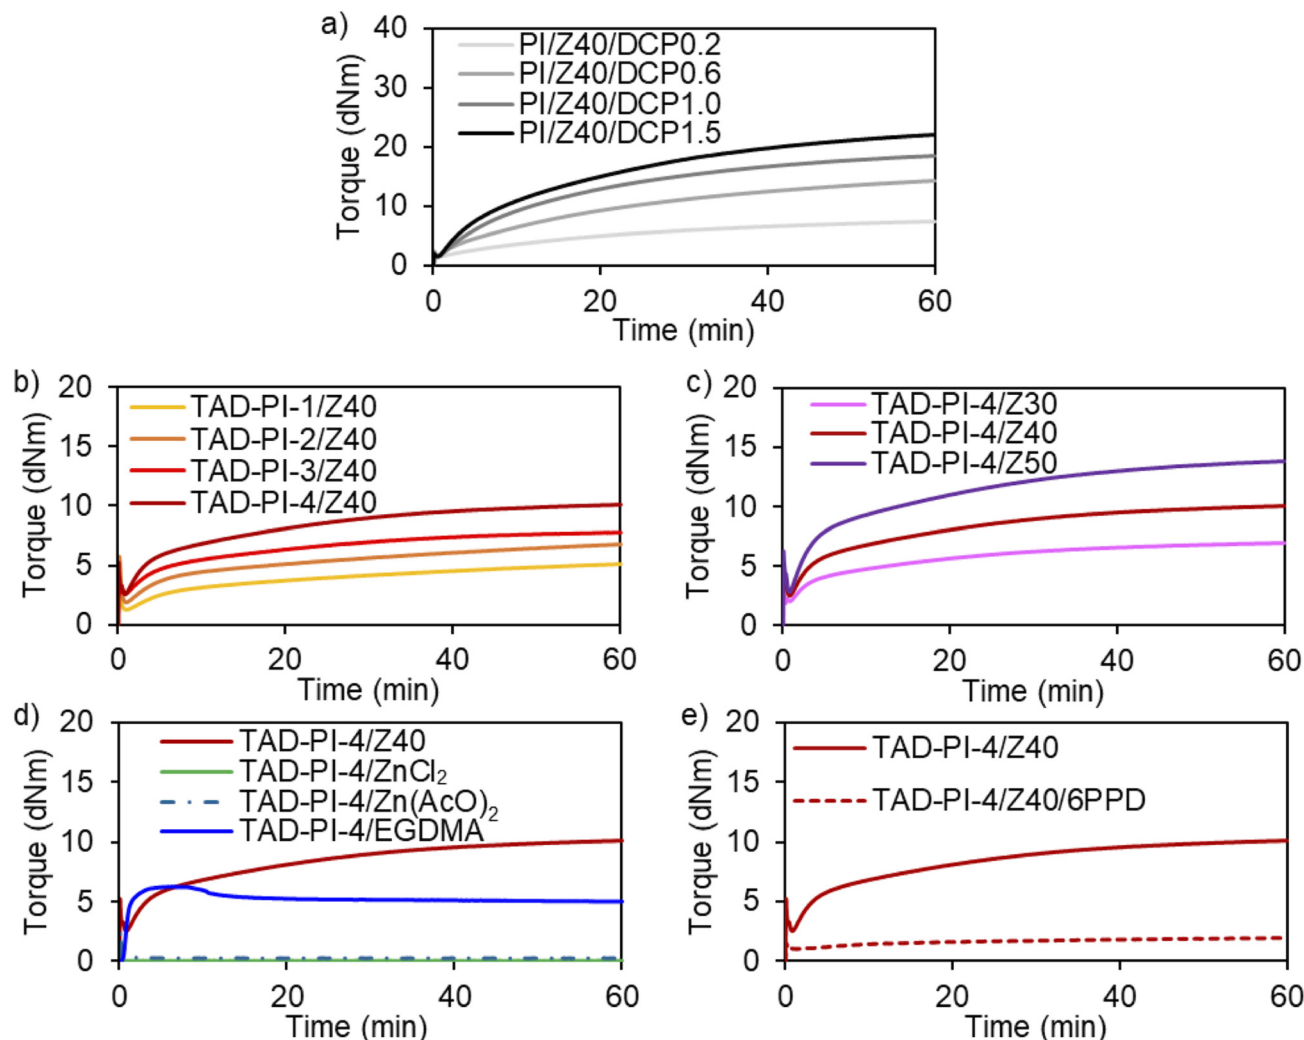 a)
40
30
20
10
0
Torque (dNm)
PI/Z40/DCP0.2
PI/Z40/DCP0.6
PI/Z40/DCP1.0
PI/Z40/DCP1.5
0 20 40 60
Time (min)
b)
20
15
10
5
0
Torque (dNm)
TAD-PI-1/Z40
TAD-PI-2/Z40
TAD-PI-3/Z40
TAD-PI-4/Z40
0 20 40 60
Time (min)
c)
20
15
10
5
0
Torque (dNm)
TAD-PI-4/Z30
TAD-PI-4/Z40
TAD-PI-4/Z50
0 20 40 60
Time (min)
d)
20
15
10
5
0
Torque (dNm)
TAD-PI-4/Z40
TAD-PI-4/ZnCl₂
TAD-PI-4/Zn(AcO)₂
TAD-PI-4/EGDMA
0 20 40 60
Time (min)
e)
20
15
10
5
0
Torque (dNm)
TAD-PI-4/Z40
TAD-PI-4/Z40/6PPD
0 20 40 60
Time (min)